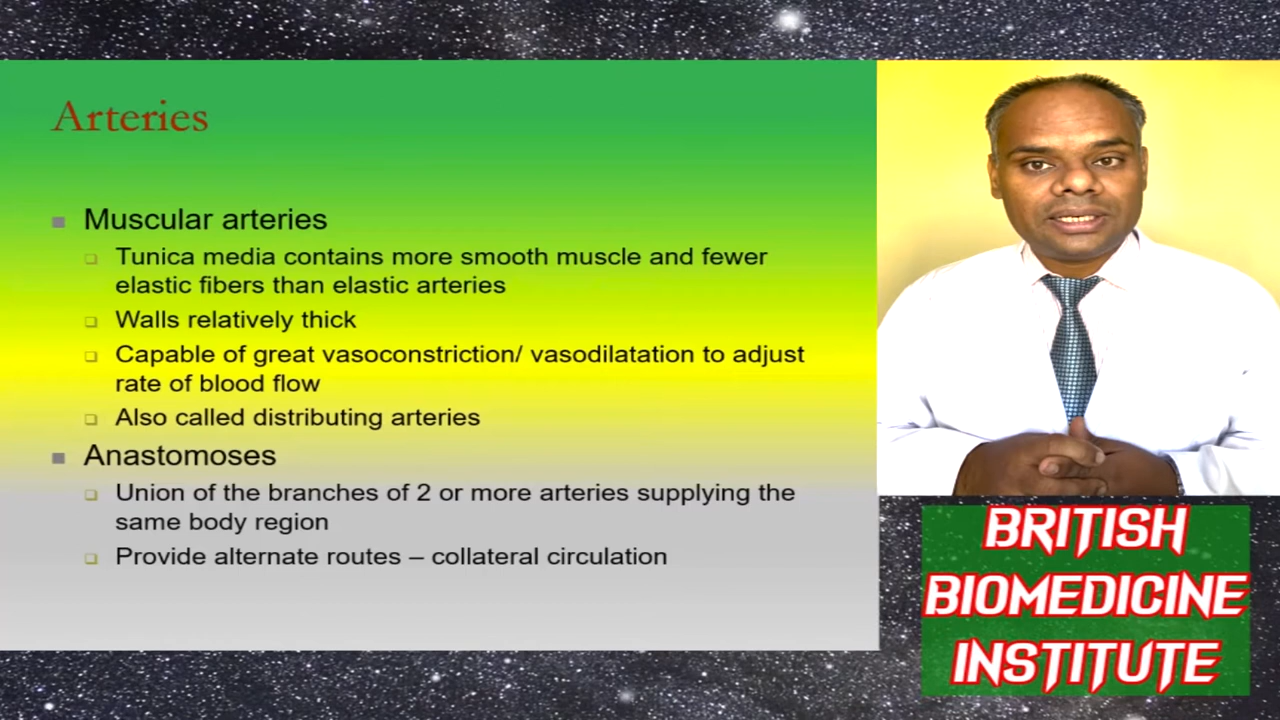 Arteries
Muscular arteries
Tunica media contains more smooth muscle and fewer
elastic fibers than elastic arteries
Walls relatively thick
Capable of great vasoconstriction/ vasodilatation to adjust
rate of blood flow
Also called distributing arteries
Anastomoses
Union of the branches of 2 or more arteries supplying the
same body region
Provide alternate routes – collateral circulation
BRITISH
BIOMEDICINE
INSTITUTE